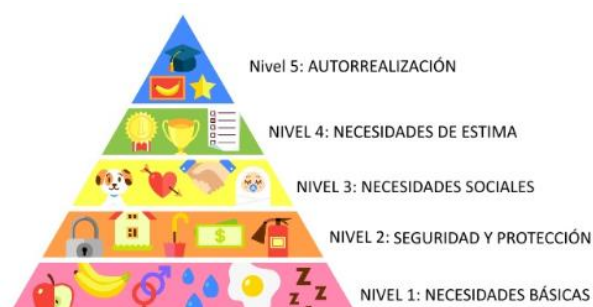 Nivel 5: AUTORREALIZACIÓN
NIVEL 4: NECESIDADES DE ESTIMA
NIVEL 3: NECESIDADES SOCIALES
NIVEL 2: SEGURIDAD Y PROTECCIÓN
NIVEL 1: NECESIDADES BÁSICAS
Z
Z
Z Z